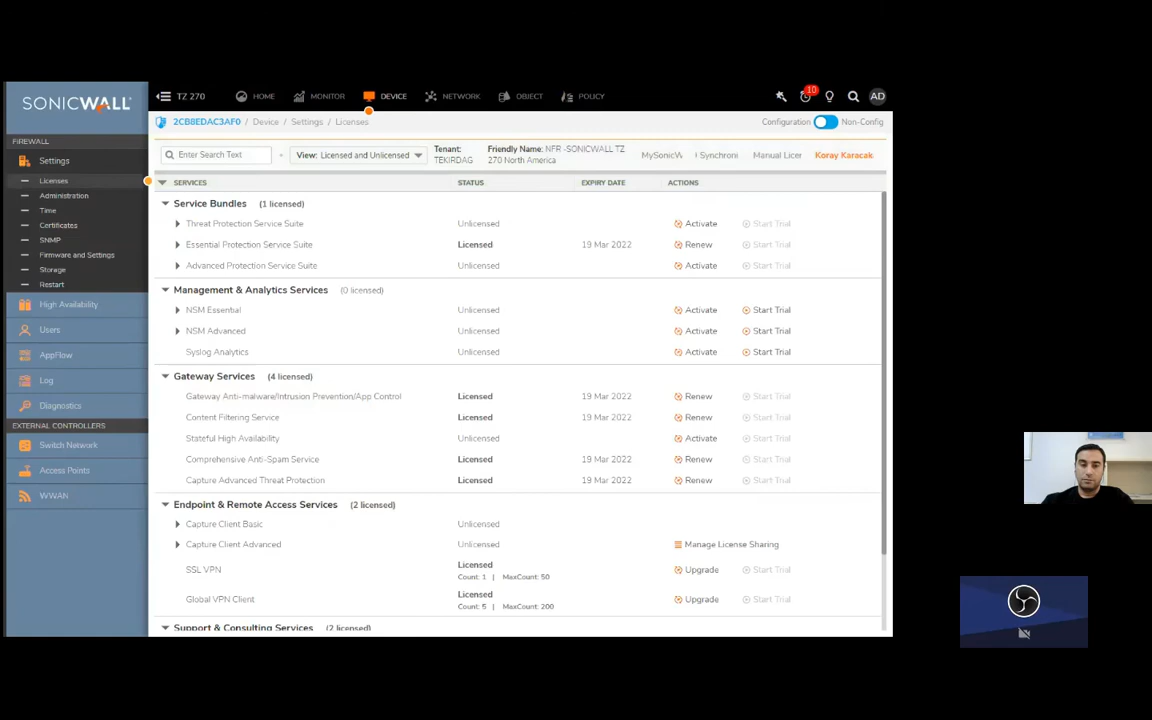 SONICWALL
TZ 270
HOME
MONITOR
DEVICE
NETWORK
OBJECT
POLICY
10
AD
2CB8EDAC3AF0 / Device / Settings / Licenses
Configuration
Non-Config
Enter Search Text
View: Licensed and Unlicensed
Tenant:
TEKIRDAG
Friendly Name: NFR -SONICWALL TZ
270 North America
MySonicW
Synchroni
Manual Licer
Koray Karacak
FIREWALL
Settings
Licenses
Administration
Time
Certificates
SNMP
Firmware and Settings
Storage
Restart
High Availability
Users
AppFlow
Log
Diagnostics
EXTERNAL CONTROLLERS
Switch Network
Access Points
WWAN
SERVICES STATUS EXPIRY DATE ACTIONS
Service Bundles (1 licensed)
Threat Protection Service Suite Unlicensed Activate Start Trial
Essential Protection Service Suite Licensed 19 Mar 2022 Renew Start Trial
Advanced Protection Service Suite Unlicensed Activate Start Trial
Management & Analytics Services (0 licensed)
NSM Essential Unlicensed Activate Start Trial
NSM Advanced Unlicensed Activate Start Trial
Syslog Analytics Unlicensed Activate Start Trial
Gateway Services (4 licensed)
Gateway Anti-malware/Intrusion Prevention/App Control Licensed 19 Mar 2022 Renew Start Trial
Content Filtering Service Licensed 19 Mar 2022 Renew Start Trial
Stateful High Availability Unlicensed Activate Start Trial
Comprehensive Anti-Spam Service Licensed 19 Mar 2022 Renew Start Trial
Capture Advanced Threat Protection Licensed 19 Mar 2022 Renew Start Trial
Endpoint & Remote Access Services (2 licensed)
Capture Client Basic Unlicensed
Capture Client Advanced Unlicensed Manage License Sharing
SSL VPN Licensed Upgrade Start Trial
Count: 1 | MaxCount: 50
Global VPN Client Licensed Upgrade Start Trial
Count: 5 | MaxCount: 200
Support & Consulting Services (2 licensed)